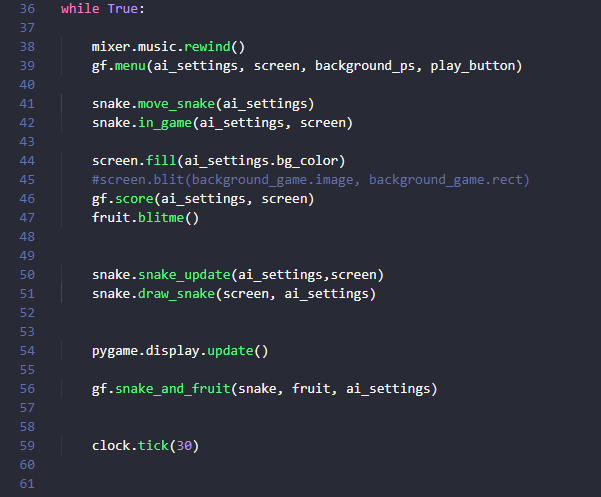 36 while True:
37
38     mixer.music.rewind()
39     gf.menu(ai_settings, screen, background_ps, play_button)
40
41     snake.move_snake(ai_settings)
42     snake.in_game(ai_settings, screen)
43
44     screen.fill(ai_settings.bg_color)
45     #screen.blit(background_game.image, background_game.rect)
46     gf.score(ai_settings, screen)
47     fruit.blitme()
48
49
50     snake.snake_update(ai_settings,screen)
51     snake.draw_snake(screen, ai_settings)
52
53
54     pygame.display.update()
55
56     gf.snake_and_fruit(snake, fruit, ai_settings)
57
58
59     clock.tick(30)
60
61